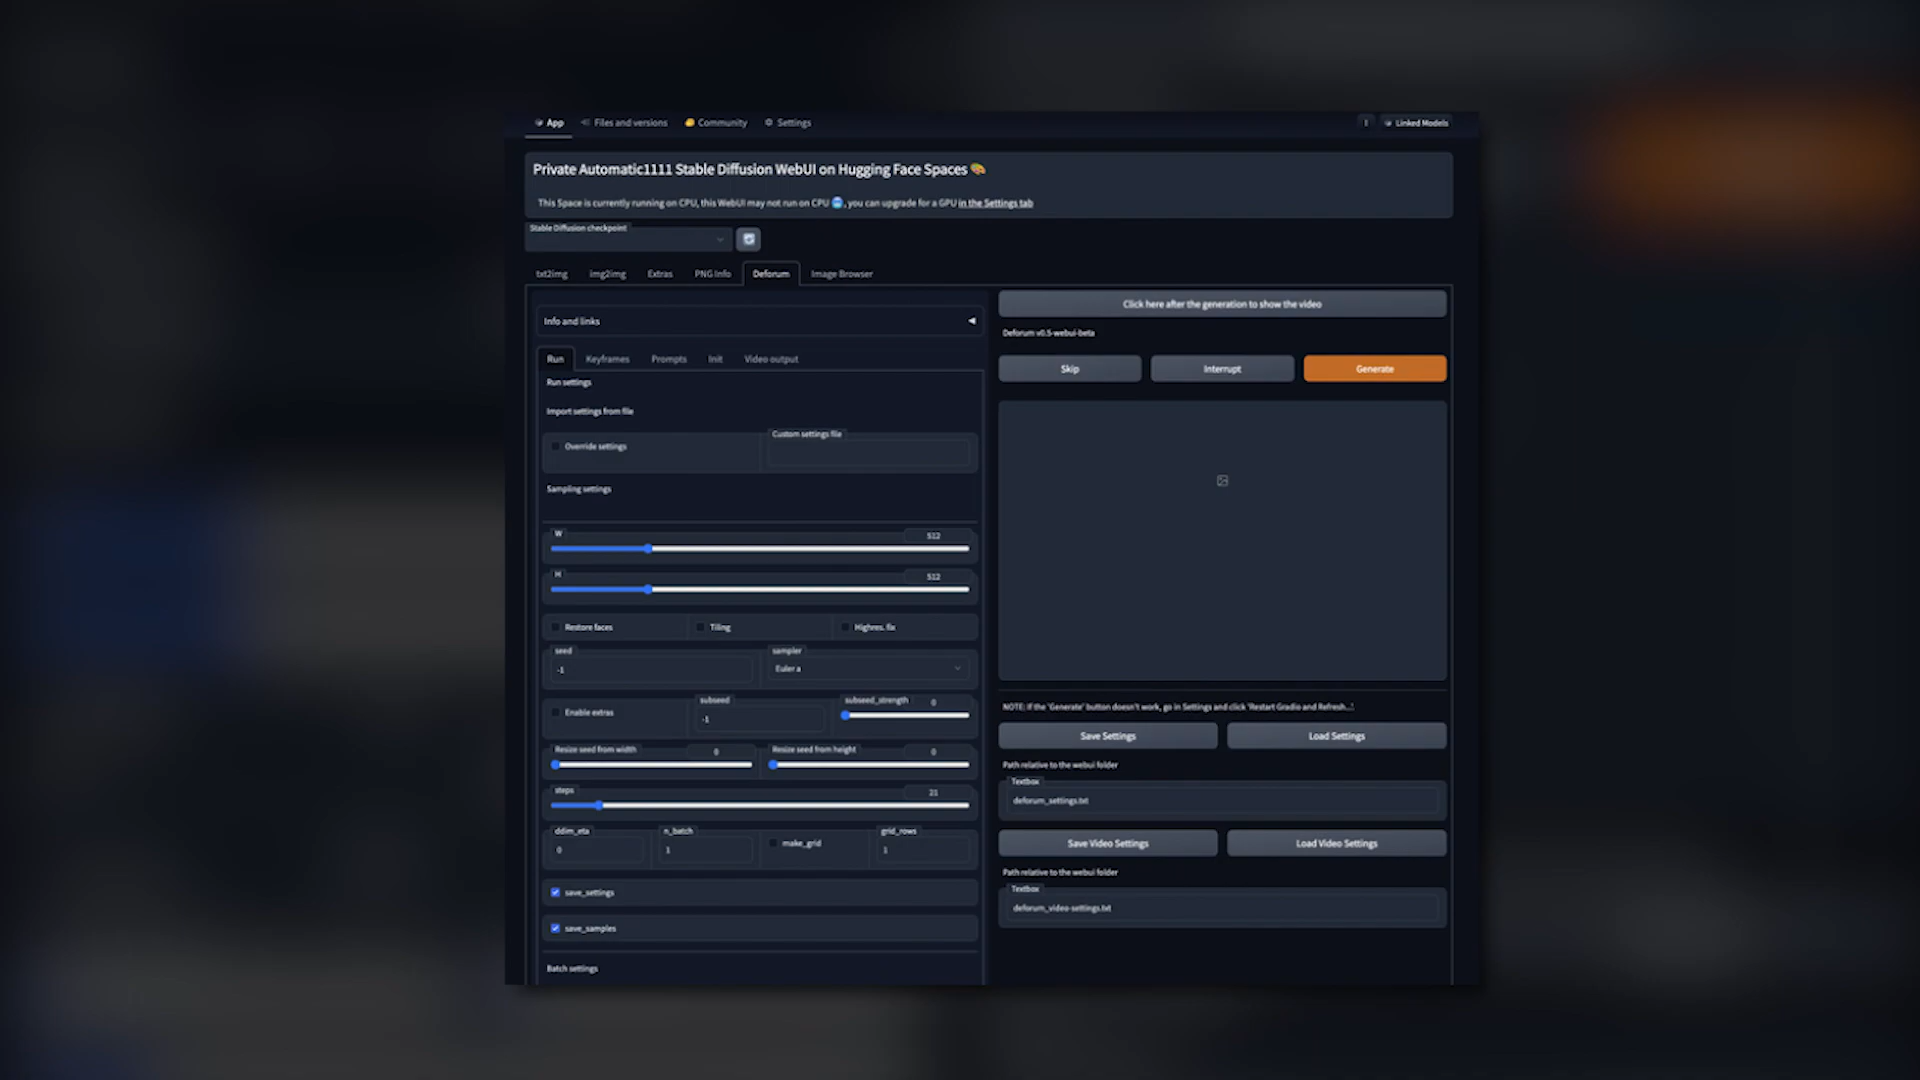 App Files and versions Community Settings Linked Models
Private Automatic1111 Stable Diffusion WebUI on Hugging Face Spaces 🎨
This Space is currently running on CPU, this WebUI may not run on CPU 🥶, you can upgrade for a GPU in the Settings tab
Stable Diffusion checkpoint
txt2img img2img Extras PNG Info Deforum Image Browser
Info and links
Run Keyframes Prompts Init Video output
Run settings
Import settings from file
Override settings
Custom settings file
Sampling settings
W 512
H 512
Restore faces Tiling Highres. fix
seed
-1
sampler
Euler a
Enable extras
subseed
-1
subseed_strength 0
Resize seed from width 0
Resize seed from height 0
steps 21
ddim_eta
0
n_batch
1
make_grid
grid_rows
1
save_settings
save_samples
Batch settings
Click here after the generation to show the video
Deforum v0.5-webui-beta
Skip Interrupt Generate
NOTE: If the 'Generate' button doesn't work, go in Settings and click 'Restart Gradio and Refresh...'.
Save Settings Load Settings
Path relative to the webui folder
Textbox
deforum_settings.txt
Save Video Settings Load Video Settings
Path relative to the webui folder
Textbox
deforum_video-settings.txt